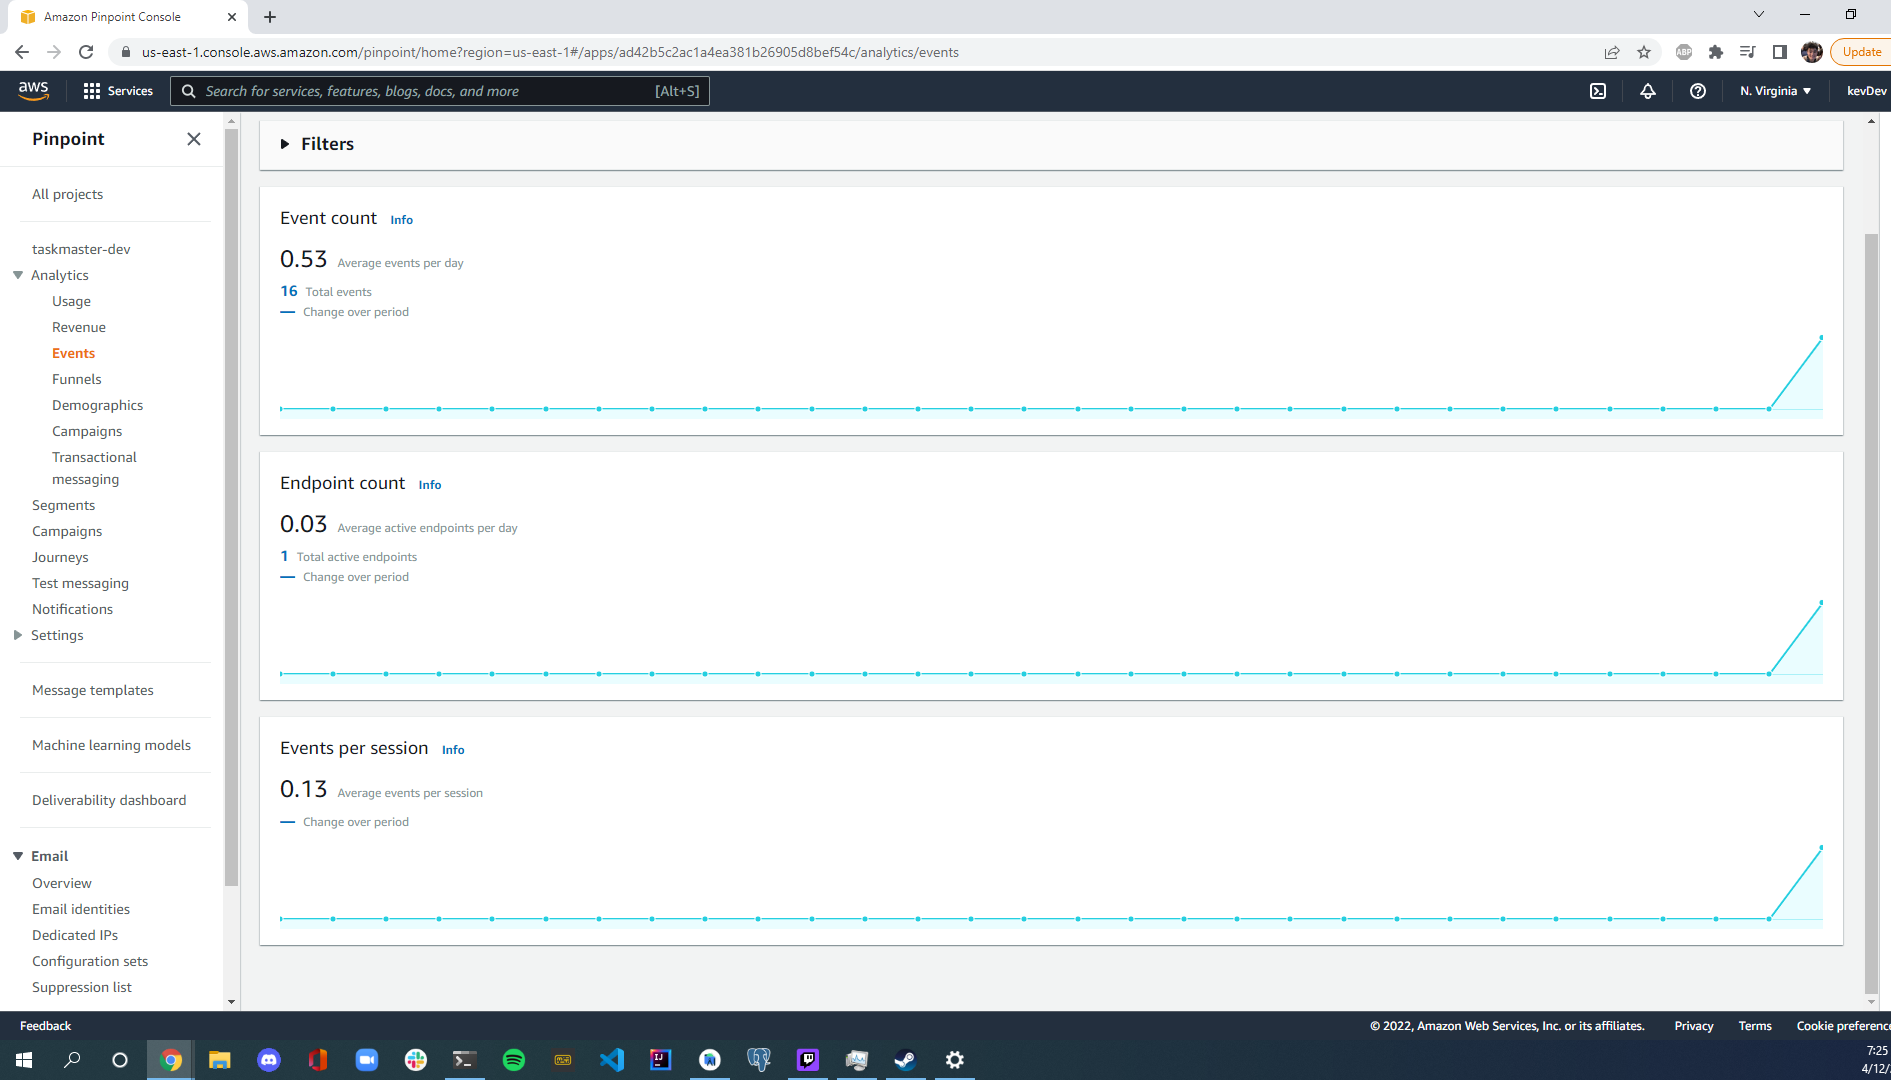 Amazon Pinpoint Console
us-east-1.console.aws.amazon.com/pinpoint/home?region=us-east-1#/apps/ad42b5c2ac1a4ea381b26905d8bef54c/analytics/events
ABP
Update
aws
Services
Search for services, features, blogs, docs, and more
[Alt+S]
N. Virginia
kevDev
Pinpoint
All projects
taskmaster-dev
Analytics
Usage
Revenue
Events
Funnels
Demographics
Campaigns
Transactional
messaging
Segments
Campaigns
Journeys
Test messaging
Notifications
Settings
Message templates
Machine learning models
Deliverability dashboard
Email
Overview
Email identities
Dedicated IPs
Configuration sets
Suppression list
Filters
Event count Info
0.53 Average events per day
16 Total events
Change over period
Endpoint count Info
0.03 Average active endpoints per day
1 Total active endpoints
Change over period
Events per session Info
0.13 Average events per session
Change over period
Feedback
© 2022, Amazon Web Services, Inc. or its affiliates.
Privacy
Terms
Cookie preference
7:25
4/12/